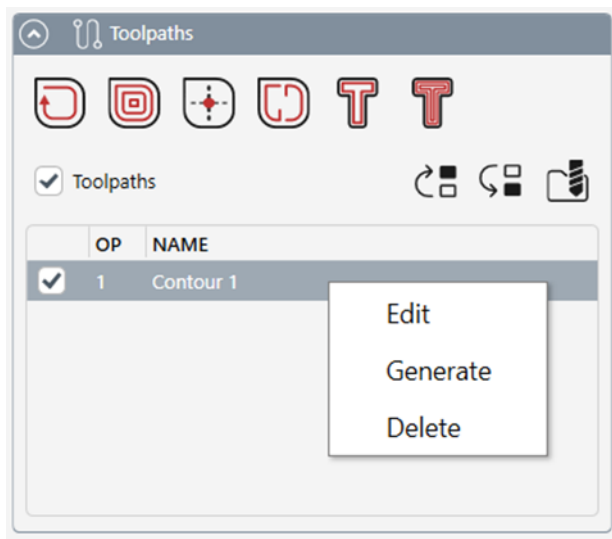 Toolpaths
Toolpaths
OP NAME
1 Contour 1
Edit
Generate
Delete